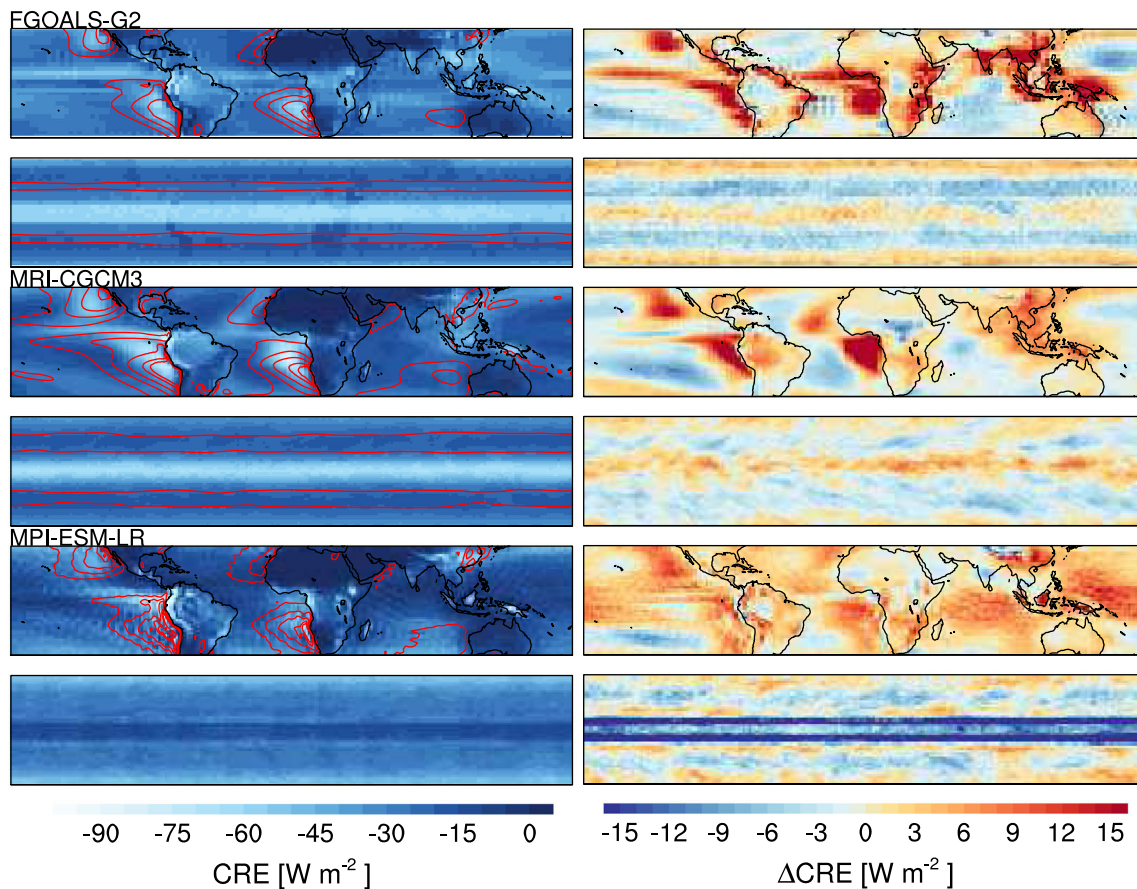 FGOALS-G2
MRI-CGCM3
MPI-ESM-LR
-90 -75 -60 -45 -30 -15 0
CRE [W m⁻²]
-15 -12 -9 -6 -3 0 3 6 9 12 15
ΔCRE [W m⁻²]